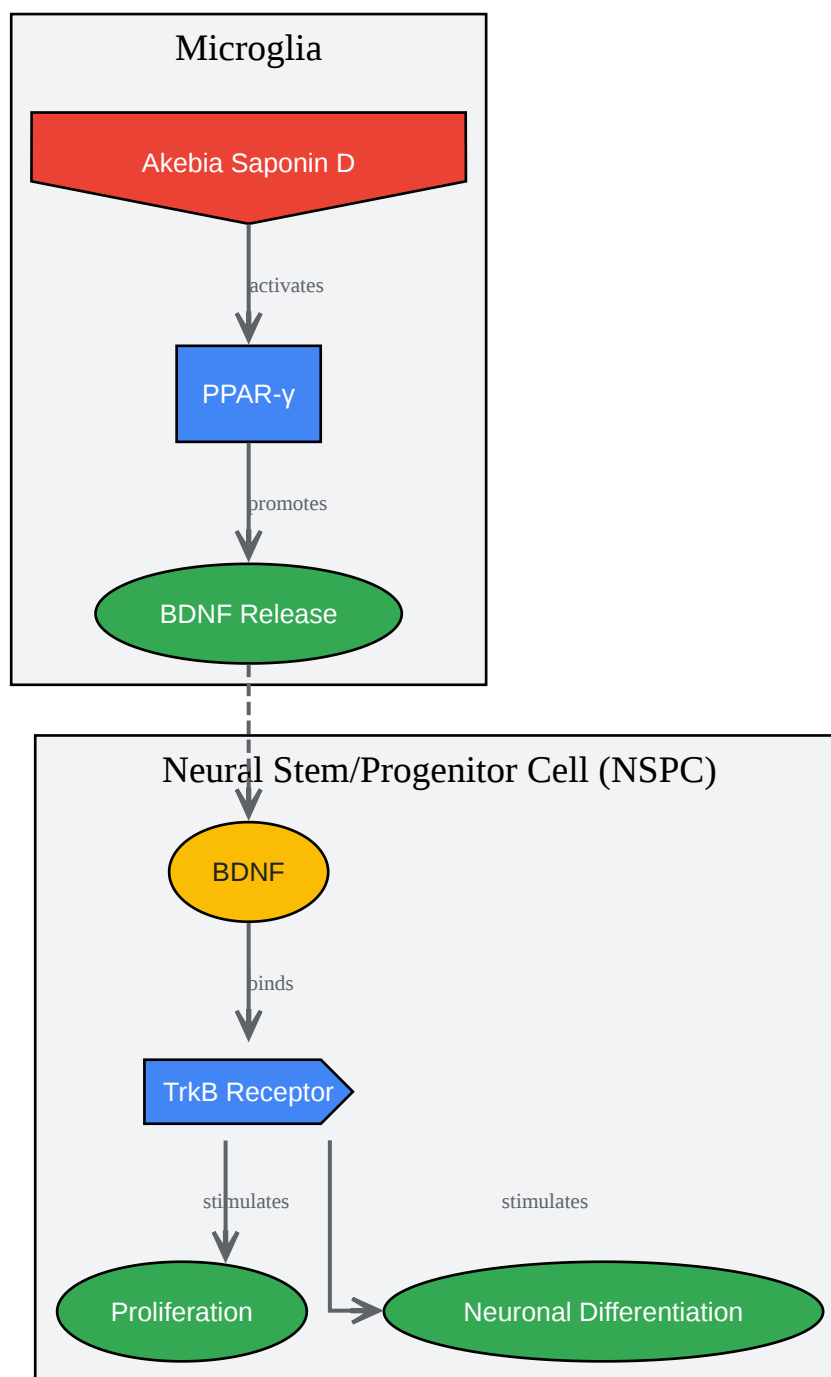 Microglia
Akebia Saponin D
activates
PPAR-γ
promotes
BDNF Release
Neural Stem/Progenitor Cell (NSPC)
BDNF
binds
TrkB Receptor
stimulates
stimulates
Proliferation
Neuronal Differentiation